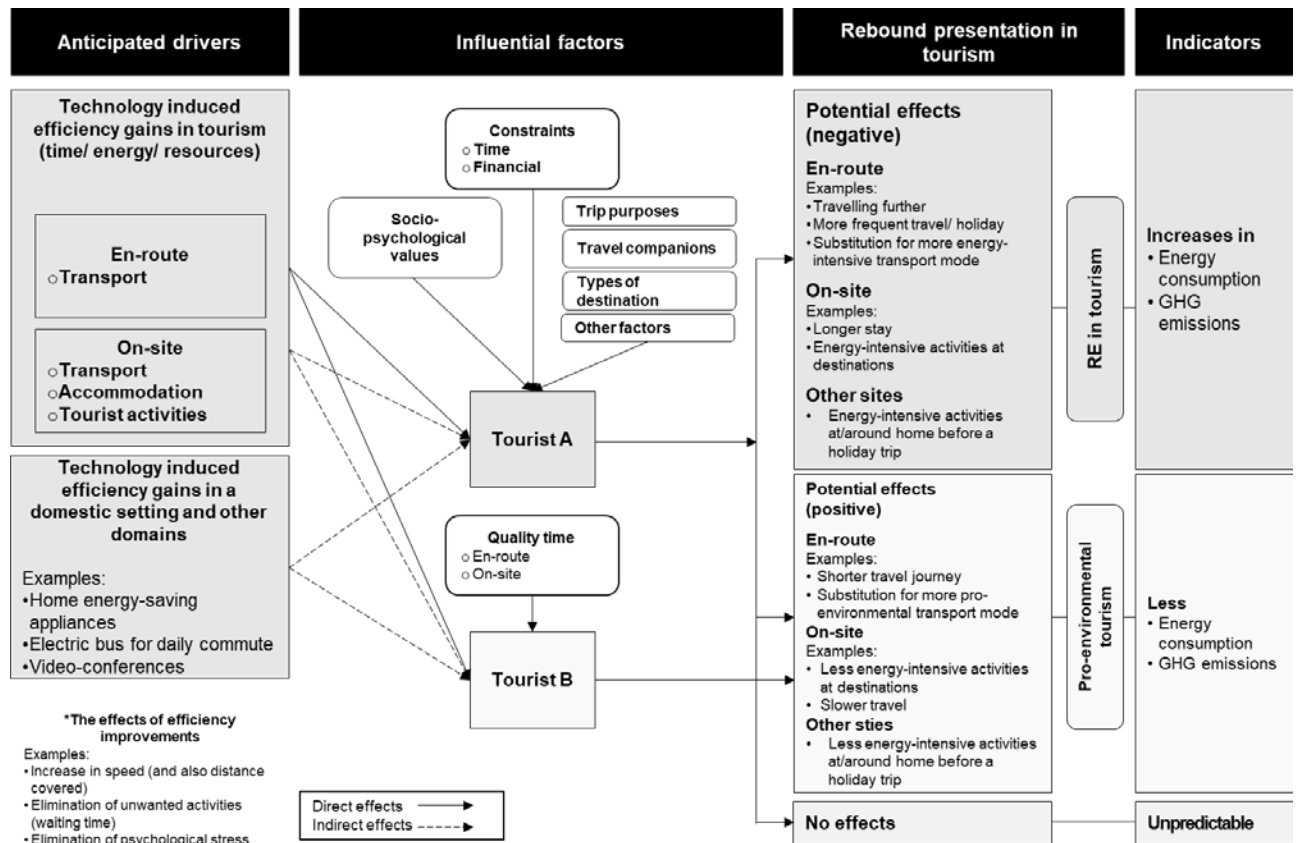 Anticipated drivers
Influential factors
Rebound presentation in
tourism
Indicators
Technology induced
efficiency gains in tourism
(time/ energy/ resources)
En-route
○ Transport
On-site
○ Transport
○ Accommodation
○ Tourist activities
Technology induced
efficiency gains in a
domestic setting and other
domains
Examples:
•Home energy-saving
appliances
•Electric bus for daily commute
•Video-conferences
*The effects of efficiency
improvements
Examples:
•Increase in speed (and also distance
covered)
•Elimination of unwanted activities
(waiting time)
•Elimination of psychological stress
Constraints
○ Time
○ Financial
Socio-
psychological
values
Trip purposes
Travel companions
Types of
destination
Other factors
Tourist A
Quality time
○ En-route
○ On-site
Tourist B
Direct effects
Indirect effects
Potential effects
(negative)
En-route
Examples:
•Travelling further
•More frequent travel/ holiday
•Substitution for more energy-
intensive transport mode
On-site
Examples:
•Longer stay
•Energy-intensive activities at
destinations
Other sites
• Energy-intensive activities
at/around home before a
holiday trip
RE in tourism
Increases in
• Energy
consumption
• GHG
emissions
Potential effects
(positive)
En-route
Examples:
• Shorter travel journey
• Substitution for more pro-
environmental transport mode
On-site
Examples:
• Less energy-intensive activities
at destinations
• Slower travel
Other sties
• Less energy-intensive activities
at/around home before a
holiday trip
Pro-environmental
tourism
Less
• Energy
consumption
• GHG emissions
No effects
Unpredictable